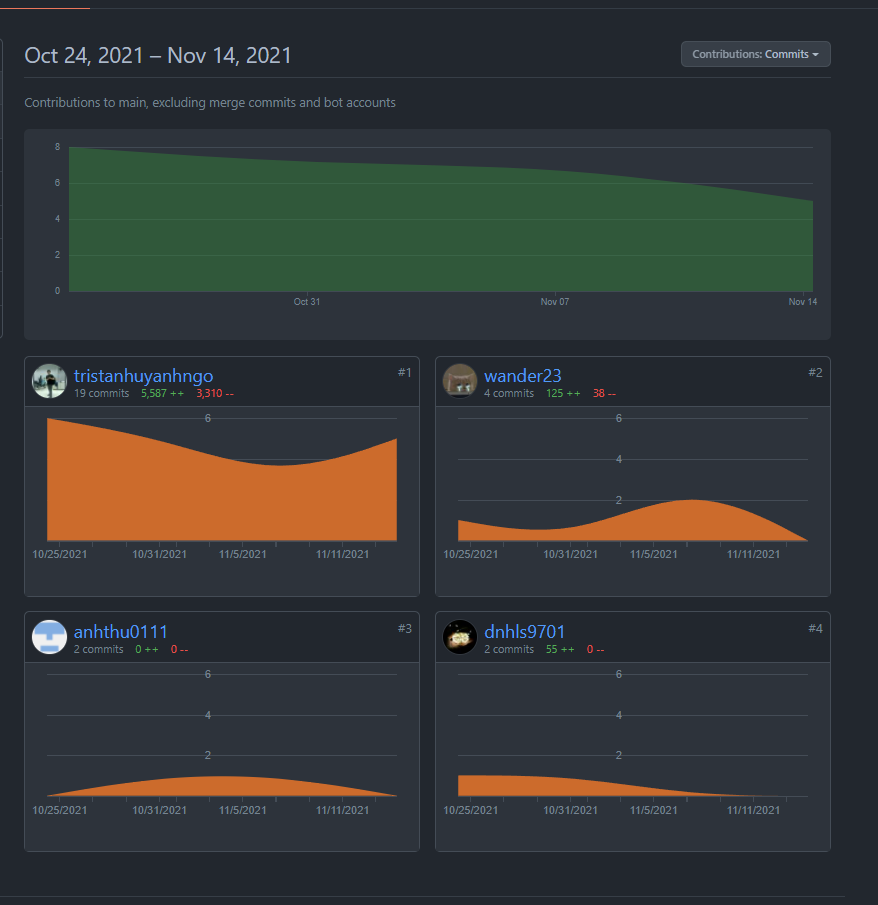 Oct 24, 2021 – Nov 14, 2021
Contributions: Commits
Contributions to main, excluding merge commits and bot accounts
8
6
4
2
0
Oct 31 Nov 07 Nov 14
tristanhuyanhngo #1
19 commits 5,587 ++ 3,310 --
6
10/25/2021 10/31/2021 11/5/2021 11/11/2021
wander23 #2
4 commits 125 ++ 38 --
6
4
2
10/25/2021 10/31/2021 11/5/2021 11/11/2021
anhthu0111 #3
2 commits 0 ++ 0 --
6
4
2
10/25/2021 10/31/2021 11/5/2021 11/11/2021
dnhls9701 #4
2 commits 55 ++ 0 --
6
4
2
10/25/2021 10/31/2021 11/5/2021 11/11/2021